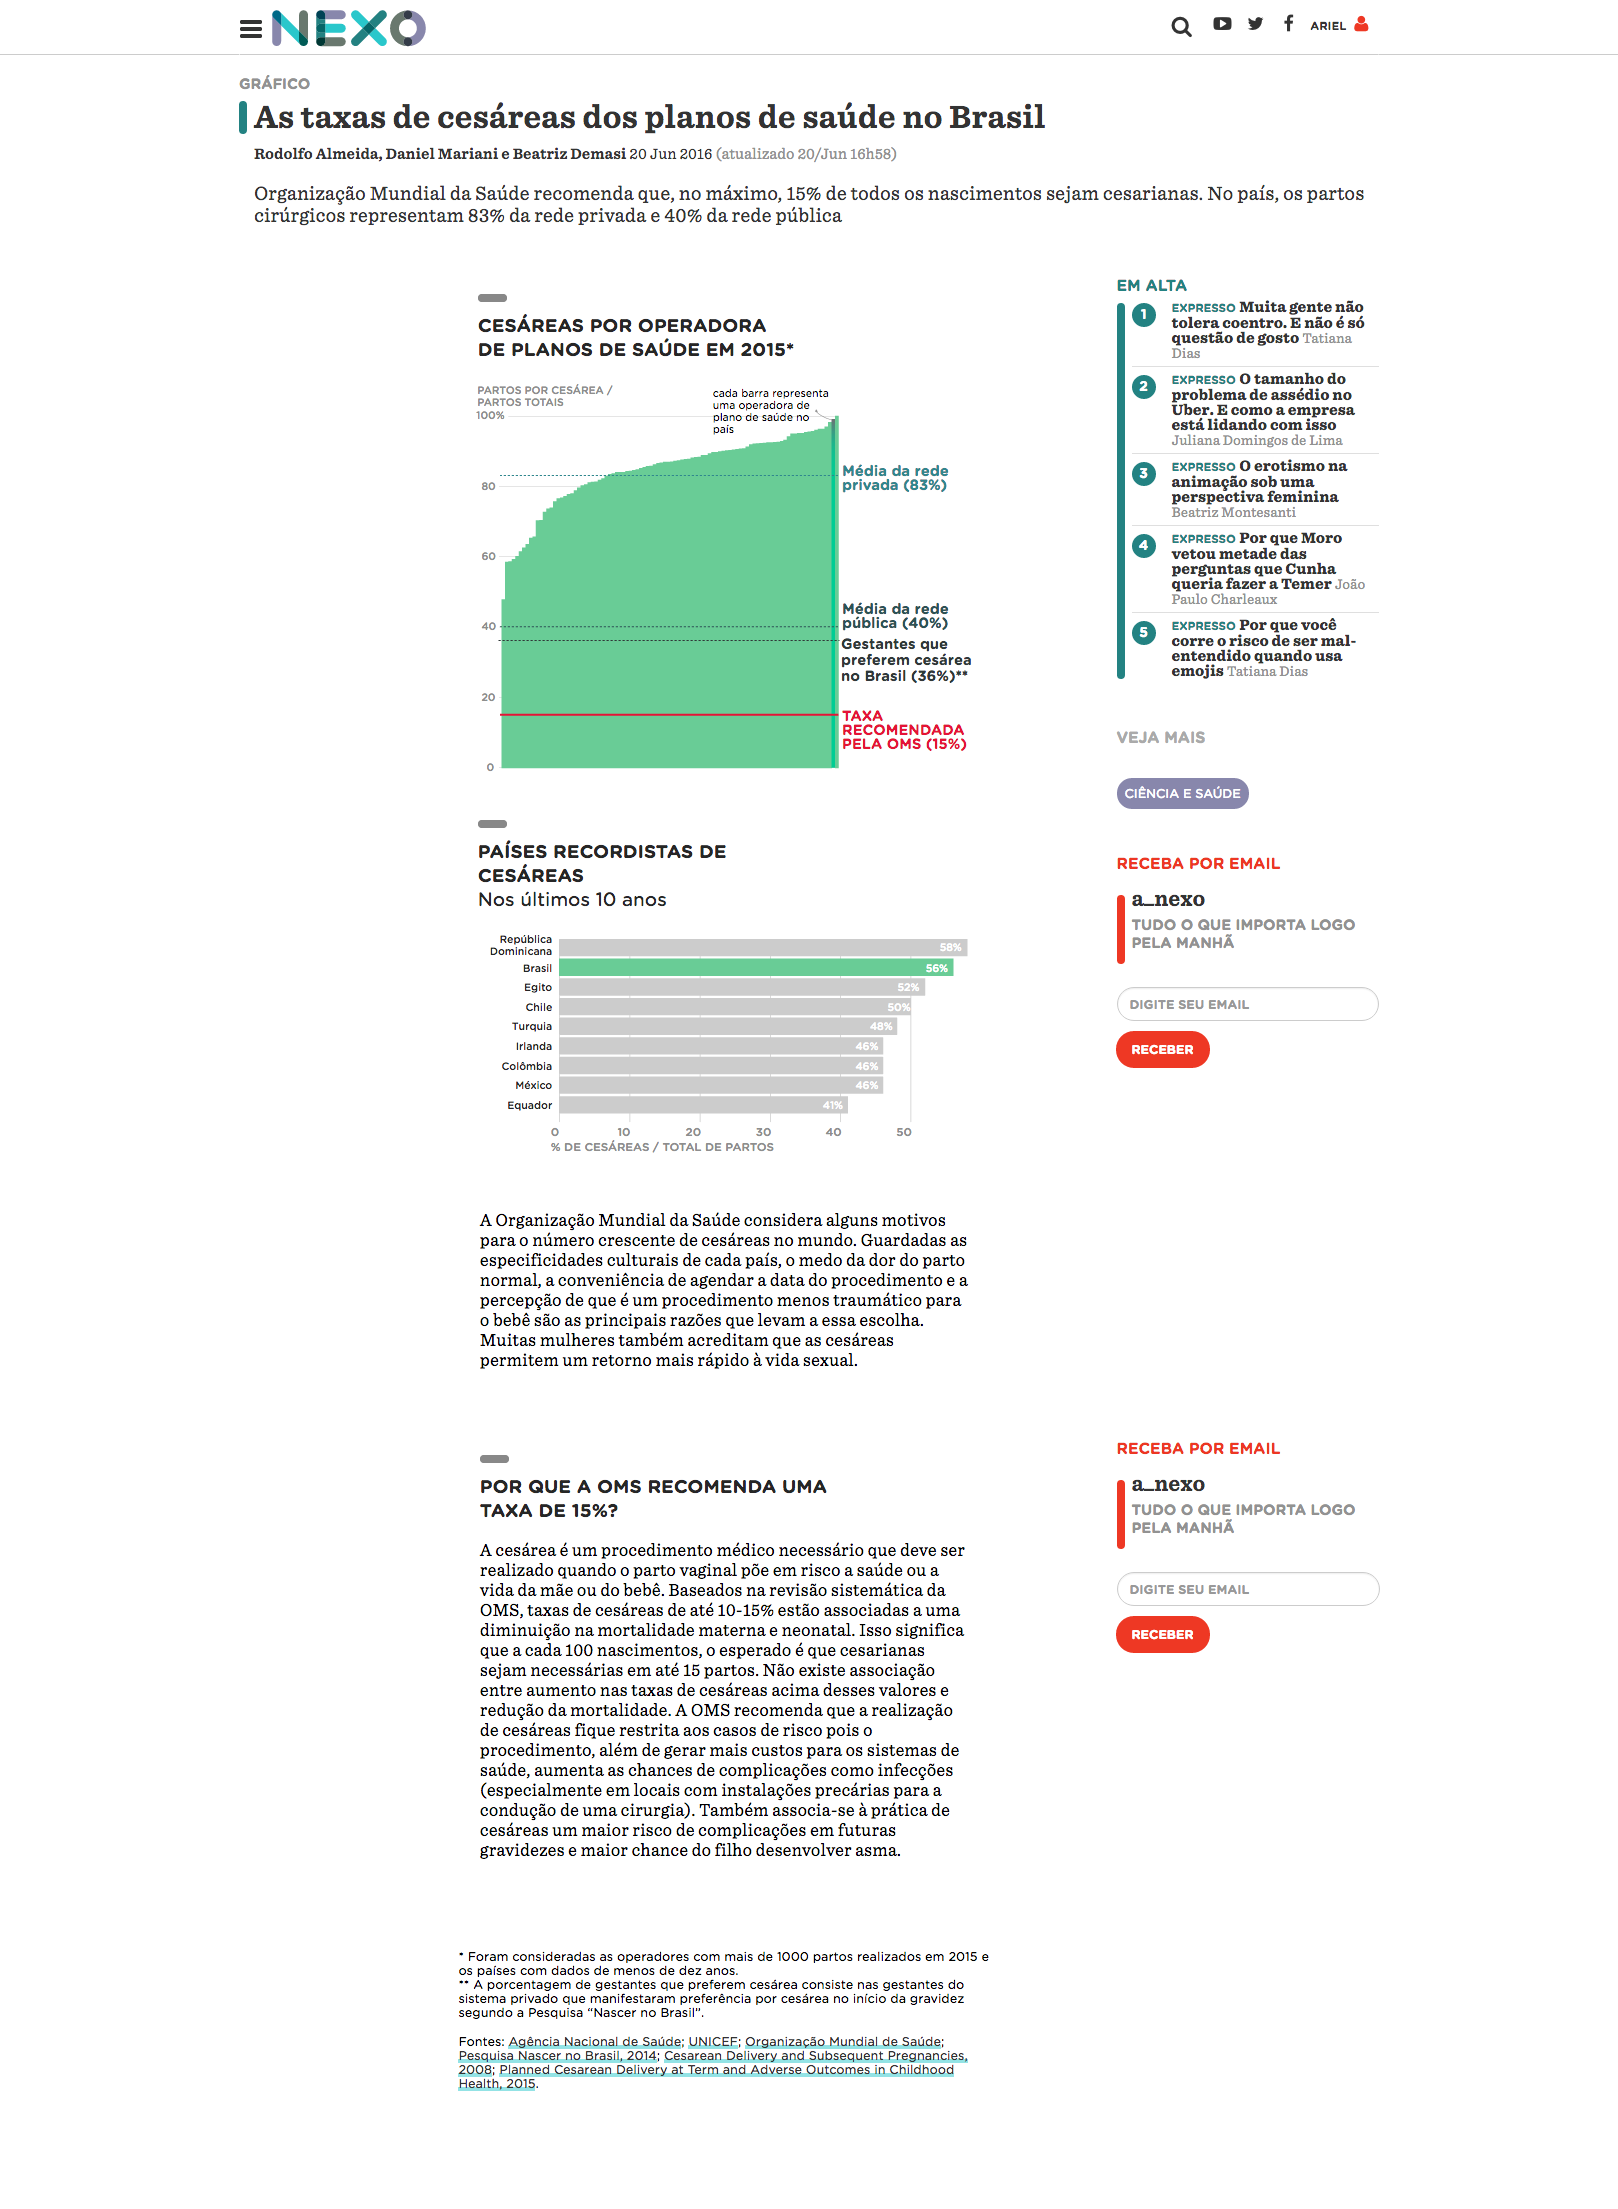 NEXO
ARIEL
GRÁFICO
As taxas de cesáreas dos planos de saúde no Brasil
Rodolfo Almeida, Daniel Mariani e Beatriz Demasi 20 Jun 2016 (atualizado 20/Jun 16h58)
Organização Mundial da Saúde recomenda que, no máximo, 15% de todos os nascimentos sejam cesarianas. No país, os partos
cirúrgicos representam 83% da rede privada e 40% da rede pública
CESÁREAS POR OPERADORA
DE PLANOS DE SAÚDE EM 2015*
PARTOS POR CESÁREA /
PARTOS TOTAIS
100%
cada barra representa
uma operadora de
plano de saúde no
país
Média da rede
privada (83%)
80
60
Média da rede
pública (40%)
40
Gestantes que
preferem cesárea
no Brasil (36%)**
20
TAXA
RECOMENDADA
PELA OMS (15%)
0
PAÍSES RECORDISTAS DE
CESÁREAS
Nos últimos 10 anos
República
Dominicana
58%
Brasil 56%
Egito 52%
Chile 50%
Turquia 48%
Irlanda 46%
Colômbia 46%
México 46%
Equador 41%
0 10 20 30 40 50
% DE CESÁREAS / TOTAL DE PARTOS
A Organização Mundial da Saúde considera alguns motivos
para o número crescente de cesáreas no mundo. Guardadas as
especificidades culturais de cada país, o medo da dor do parto
normal, a conveniência de agendar a data do procedimento e a
percepção de que é um procedimento menos traumático para
o bebê são as principais razões que levam a essa escolha.
Muitas mulheres também acreditam que as cesáreas
permitem um retorno mais rápido à vida sexual.
POR QUE A OMS RECOMENDA UMA
TAXA DE 15%?
A cesárea é um procedimento médico necessário que deve ser
realizado quando o parto vaginal põe em risco a saúde ou a
vida da mãe ou do bebê. Baseados na revisão sistemática da
OMS, taxas de cesáreas de até 10-15% estão associadas a uma
diminuição na mortalidade materna e neonatal. Isso significa
que a cada 100 nascimentos, o esperado é que cesarianas
sejam necessárias em até 15 partos. Não existe associação
entre aumento nas taxas de cesáreas acima desses valores e
redução da mortalidade. A OMS recomenda que a realização
de cesáreas fique restrita aos casos de risco pois o
procedimento, além de gerar mais custos para os sistemas de
saúde, aumenta as chances de complicações como infecções
(especialmente em locais com instalações precárias para a
condução de uma cirurgia). Também associa-se à prática de
cesáreas um maior risco de complicações em futuras
gravidezes e maior chance do filho desenvolver asma.
* Foram consideradas as operadores com mais de 1000 partos realizados em 2015 e
os países com dados de menos de dez anos.
** A porcentagem de gestantes que preferem cesárea consiste nas gestantes do
sistema privado que manifestaram preferência por cesárea no início da gravidez
segundo a Pesquisa “Nascer no Brasil”.
Fontes: Agência Nacional de Saúde; UNICEF; Organização Mundial de Saúde;
Pesquisa Nascer no Brasil, 2014; Cesarean Delivery and Subsequent Pregnancies,
2008; Planned Cesarean Delivery at Term and Adverse Outcomes in Childhood
Health, 2015.
EM ALTA
1 EXPRESSO Muita gente não
tolera coentro. E não é só
questão de gosto Tatiana
Dias
2 EXPRESSO O tamanho do
problema de assédio no
Uber. E como a empresa
está lidando com isso
Juliana Domingos de Lima
3 EXPRESSO O erotismo na
animação sob uma
perspectiva feminina
Beatriz Montesanti
4 EXPRESSO Por que Moro
vetou metade das
perguntas que Cunha
queria fazer a Temer João
Paulo Charleaux
5 EXPRESSO Por que você
corre o risco de ser mal-
entendido quando usa
emojis Tatiana Dias
VEJA MAIS
CIÊNCIA E SAÚDE
RECEBA POR EMAIL
a_nexo
TUDO O QUE IMPORTA LOGO
PELA MANHÃ
DIGITE SEU EMAIL
RECEBER
RECEBA POR EMAIL
a_nexo
TUDO O QUE IMPORTA LOGO
PELA MANHÃ
DIGITE SEU EMAIL
RECEBER